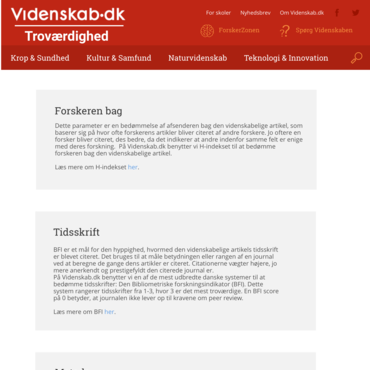 Videnskab.dk
Troværdighed
For skoler
Nyhedsbrev
Om Videnskab.dk
ForskerZonen
Spørg Videnskaben
Krop & Sundhed
Kultur & Samfund
Naturvidenskab
Teknologi & Innovation
Forskeren bag
Dette parameter er en bedømmelse af afsenderen bag den videnskabelige artikel, som
baserer sig på hvor ofte forskerens artikler bliver citeret af andre forskere. Jo oftere en
forsker bliver citeret, des bedre, da det indikerer at andre indenfor samme felt er enige
med deres forskning. På Videnskab.dk benytter vi H-indekset til at bedømme
forskeren bag den videnskabelige artikel.
Læs mere om H-indekset her.
Tidsskrift
BFI er et mål for den hyppighed, hvormed den videnskabelige artikels tidsskrift
er blevet citeret. Det bruges til at måle betydningen eller rangen af en journal
ved at beregne de gange dens artikler er citeret. Citationerne vægter højere, jo
mere anerkendt og prestigefyldt den citerede journal er.
På Videnskab.dk benytter vi en af de mest udbredte danske systemer til at
bedømme tidsskrifter: Den Bibliometriske forskningsindikator (BFI). Dette
system rangerer tidsskrifter fra 1-3, hvor 3 er det mest troværdige. En BFI score
på 0 betyder, at journalen ikke lever op til kravene om peer review.
Læs mere om BFI her.